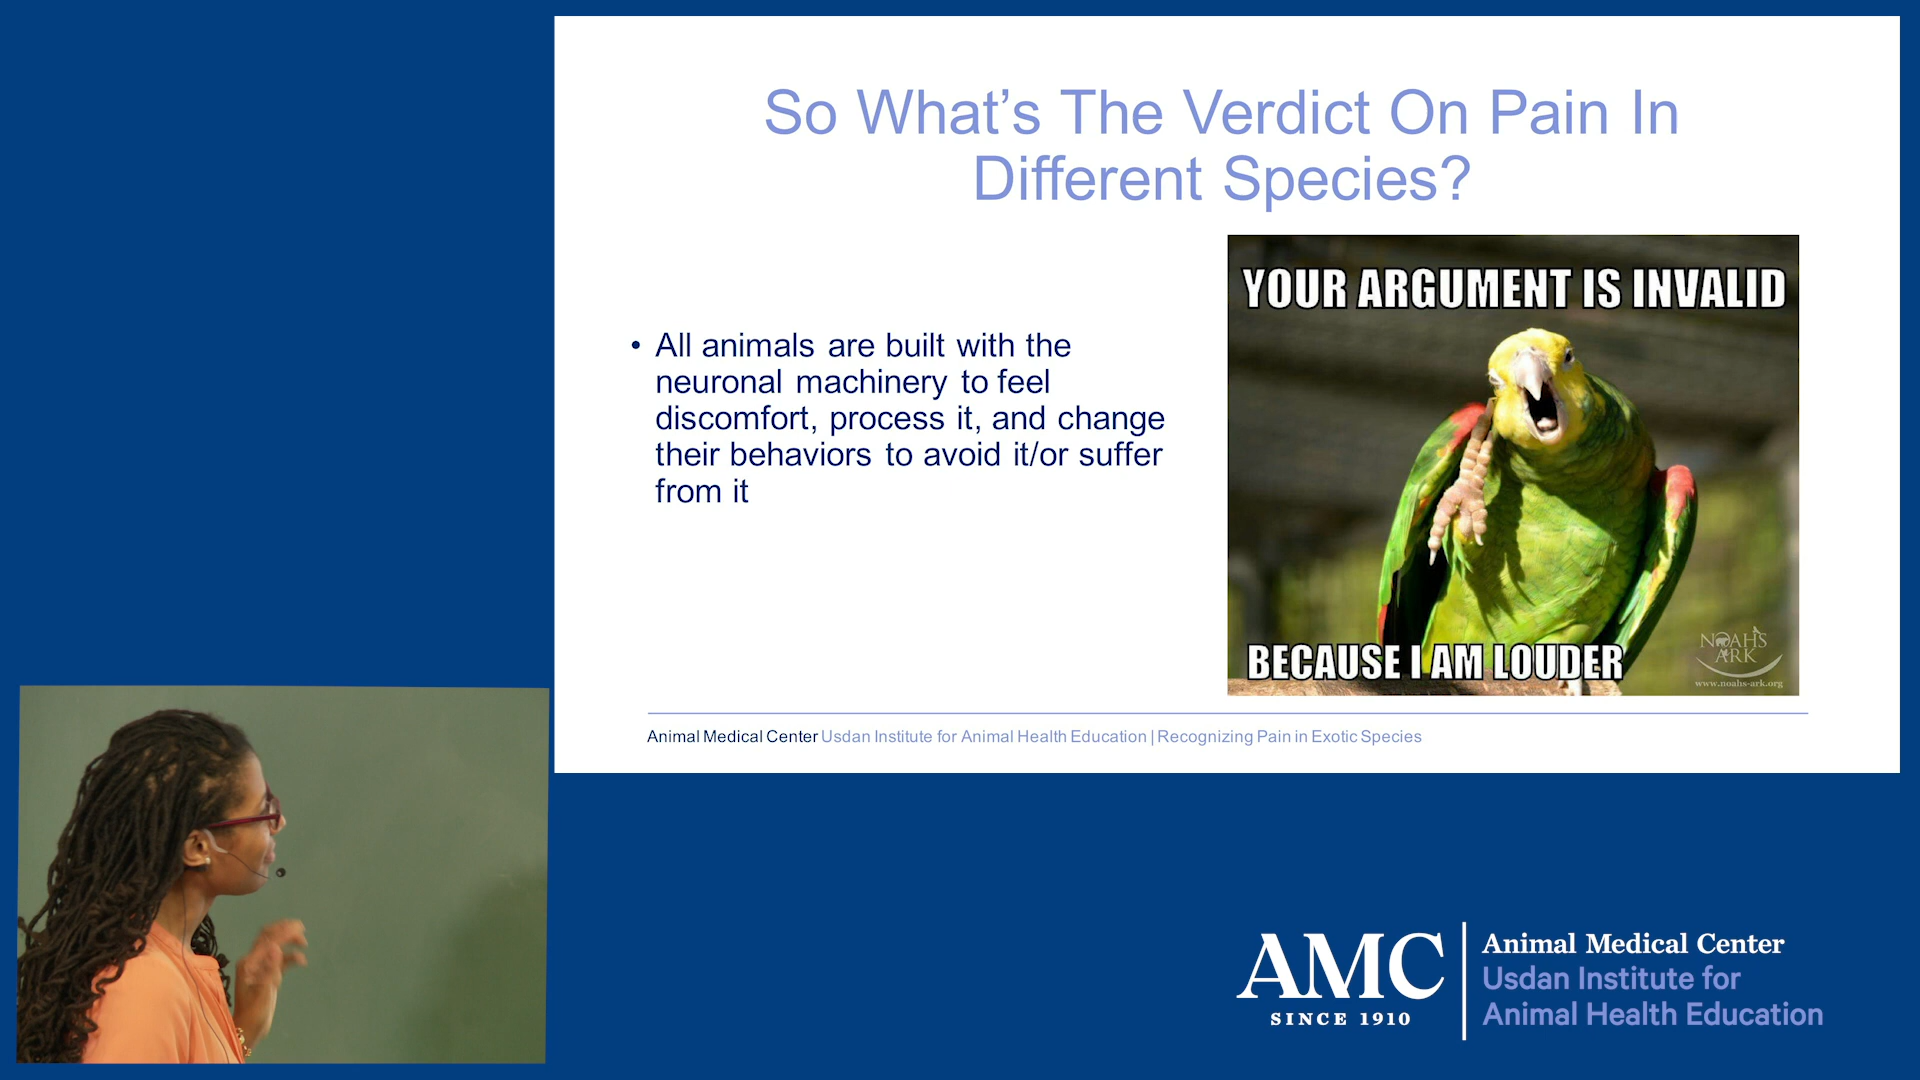 So What’s The Verdict On Pain In
Different Species?
• All animals are built with the
neuronal machinery to feel
discomfort, process it, and change
their behaviors to avoid it/or suffer
from it
YOUR ARGUMENT IS INVALID
BECAUSE I AM LOUDER
NOAH'S
ARK
www.noahs-ark.org
Animal Medical Center Usdan Institute for Animal Health Education | Recognizing Pain in Exotic Species
AMC
SINCE 1910
Animal Medical Center
Usdan Institute for
Animal Health Education